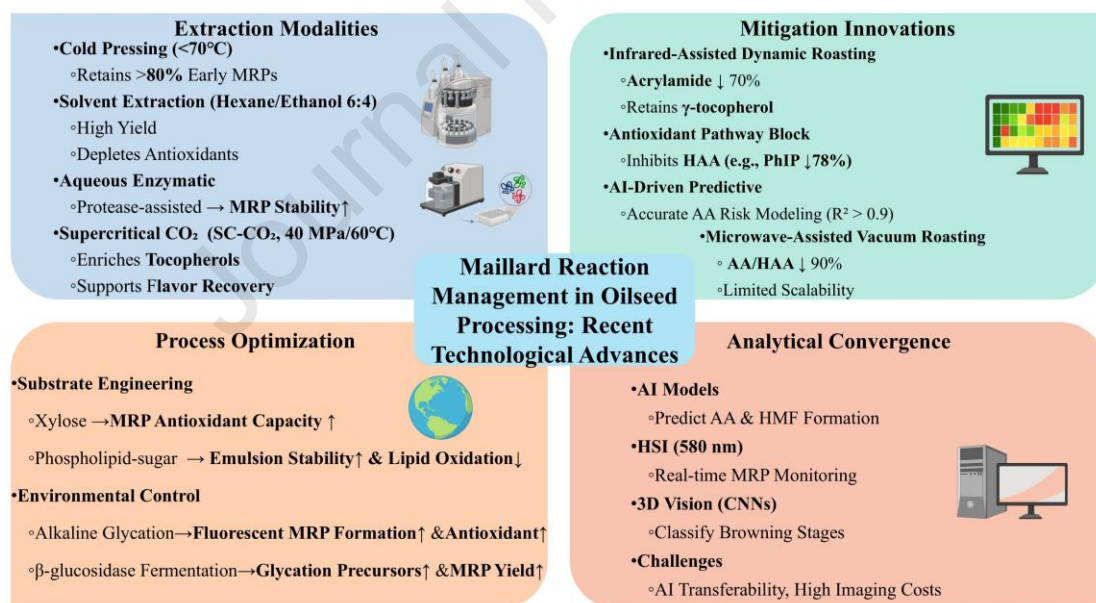 Extraction Modalities
•Cold Pressing (<70℃)
◦Retains >80% Early MRPs
•Solvent Extraction (Hexane/Ethanol 6:4)
◦High Yield
◦Depletes Antioxidants
•Aqueous Enzymatic
◦Protease-assisted → MRP Stability↑
•Supercritical CO₂ (SC-CO₂, 40 MPa/60℃)
◦Enriches Tocopherols
◦Supports Flavor Recovery
Mitigation Innovations
•Infrared-Assisted Dynamic Roasting
◦Acrylamide ↓ 70%
◦Retains γ-tocopherol
•Antioxidant Pathway Block
◦Inhibits HAA (e.g., PhIP ↓78%)
•AI-Driven Predictive
◦Accurate AA Risk Modeling (R² > 0.9)
•Microwave-Assisted Vacuum Roasting
◦AA/HAA ↓ 90%
◦Limited Scalability
Maillard Reaction
Management in Oilseed
Processing: Recent
Technological Advances
Process Optimization
•Substrate Engineering
◦Xylose →MRP Antioxidant Capacity ↑
◦Phospholipid-sugar → Emulsion Stability↑ & Lipid Oxidation↓
•Environmental Control
◦Alkaline Glycation→Fluorescent MRP Formation↑ &Antioxidant↑
◦β-glucosidase Fermentation→Glycation Precursors↑ &MRP Yield↑
Analytical Convergence
•AI Models
◦Predict AA & HMF Formation
•HSI (580 nm)
◦Real-time MRP Monitoring
•3D Vision (CNNs)
◦Classify Browning Stages
•Challenges
◦AI Transferability, High Imaging Costs
Journal